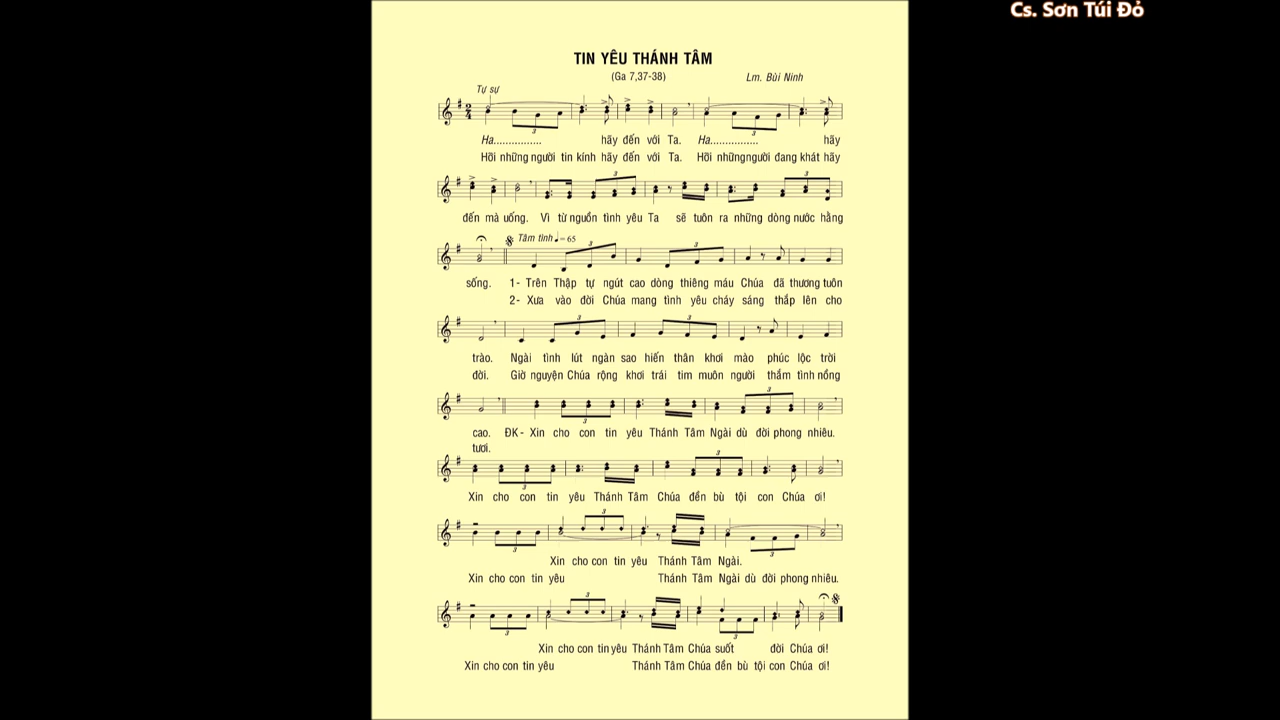 Cs. Sơn Túi Đỏ
TIN YÊU THÁNH TÂM
(Ga 7,37-38)
Lm. Bùi Ninh
Tự sự
Ha................ hãy đến với Ta. Ha................ hãy
Hỡi những người tin kính hãy đến với Ta. Hỡi nhữngngười đang khát hãy
đến mà uống. Vì từ nguồn tình yêu Ta sẽ tuôn ra những dòng nước hằng
Tâm tình ♩= 65
sống. 1- Trên Thập tự ngút cao dòng thiêng máu Chúa đã thương tuôn
2- Xưa vào đời Chúa mang tình yêu cháy sáng thắp lên cho
trào. Ngài tình lút ngàn sao hiến thân khơi mào phúc lộc trời
đời. Giờ nguyện Chúa rộng khơi trái tim muôn người thắm tình nồng
cao. ĐK- Xin cho con tin yêu Thánh Tâm Ngài dù đời phong nhiêu.
tươi.
Xin cho con tin yêu Thánh Tâm Chúa đền bù tội con Chúa ơi!
Xin cho con tin yêu Thánh Tâm Ngài.
Xin cho con tin yêu Thánh Tâm Ngài dù đời phong nhiêu.
Xin cho con tin yêu Thánh Tâm Chúa suốt đời Chúa ơi!
Xin cho con tin yêu Thánh Tâm Chúa đền bù tội con Chúa ơi!